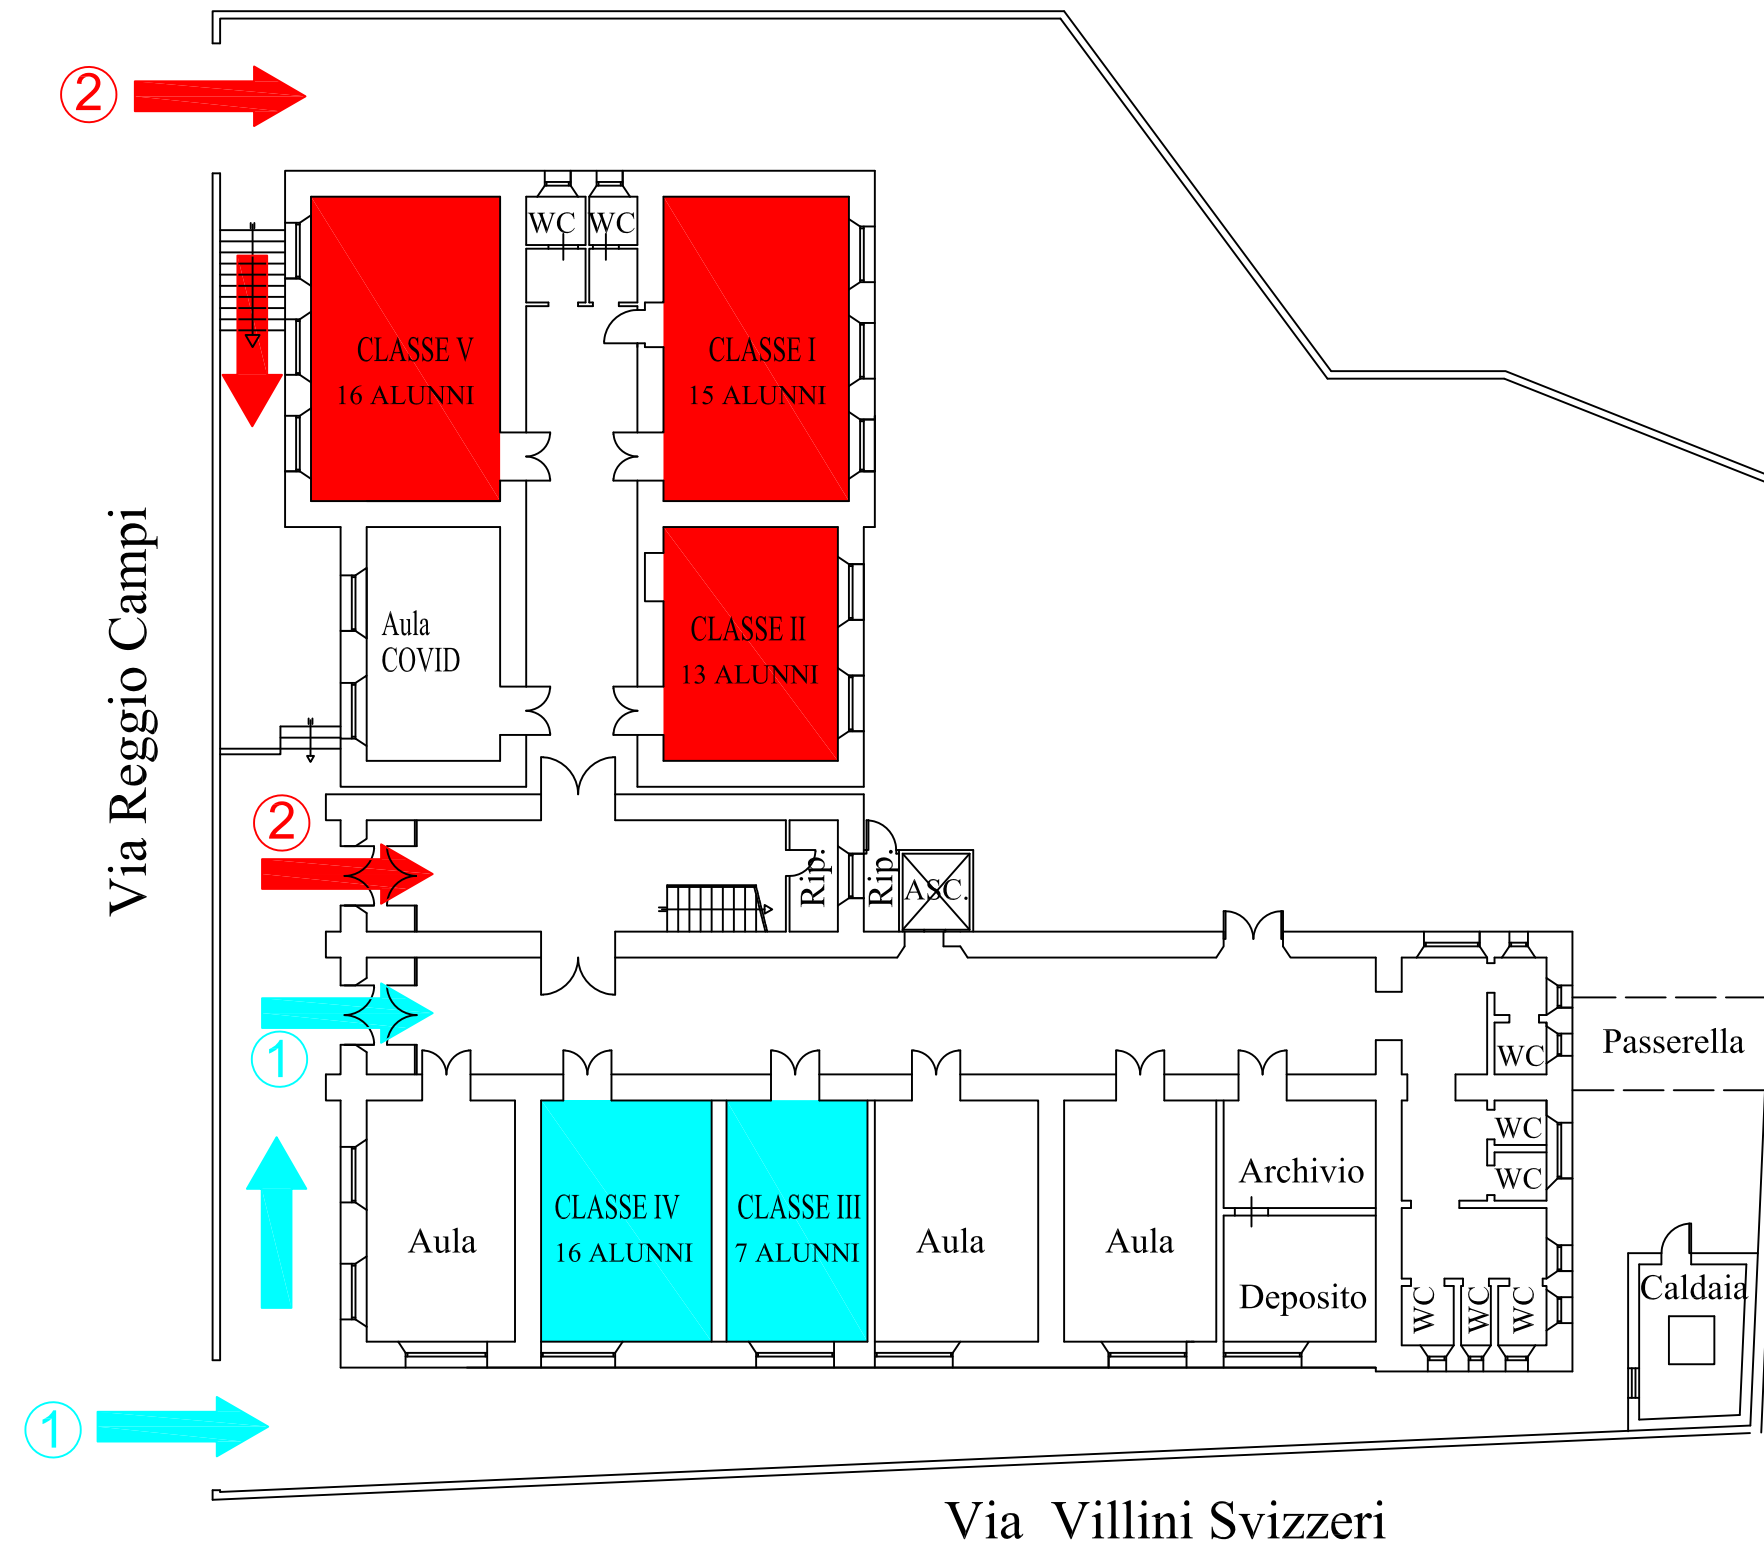 2
WC
WC
CLASSE V
16 ALUNNI
CLASSE I
15 ALUNNI
Via Reggio Campi
Aula
COVID
CLASSE II
13 ALUNNI
2
Rip.
Rip.
ASC.
1
WC
Passerella
WC
WC
Archivio
Aula
CLASSE IV
16 ALUNNI
CLASSE III
7 ALUNNI
Aula
Aula
Deposito
WC
WC
WC
Caldaia
1
Via Villini Svizzeri